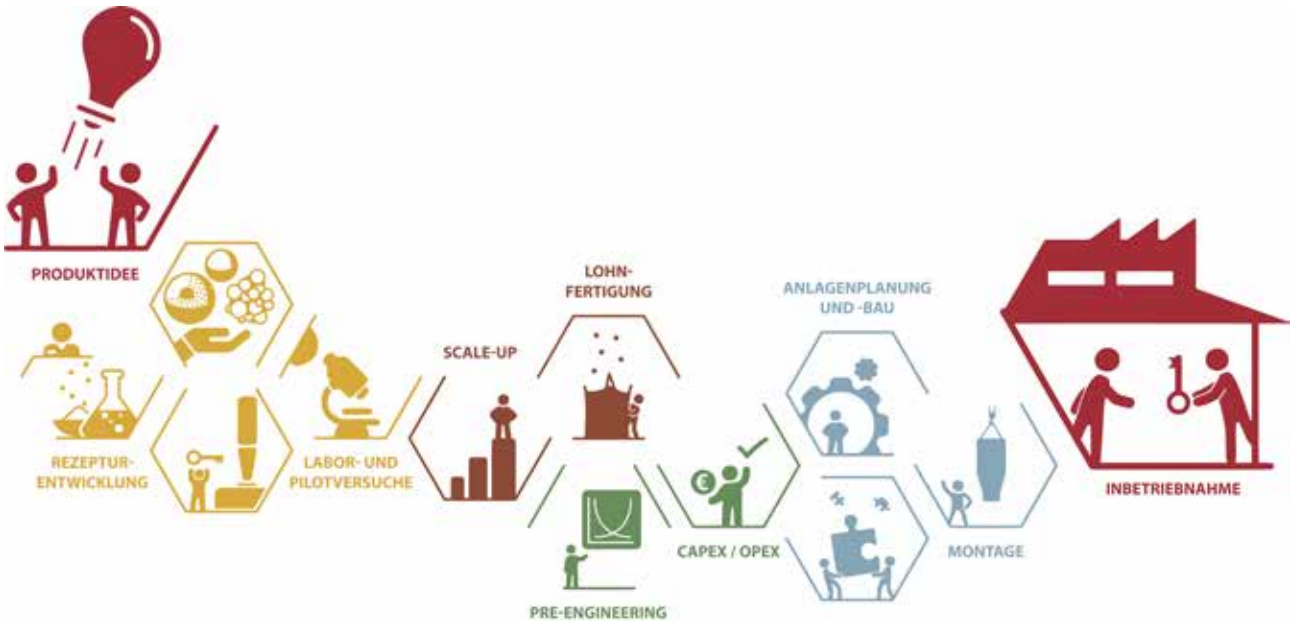 PRODUKTIDEE
REZEPTUR-
ENTWICKLUNG
LABOR- UND
PILOTVERSUCHE
SCALE-UP
LOHN-
FERTIGUNG
PRE-ENGINEERING
€
CAPEX / OPEX
ANLAGENPLANUNG
UND -BAU
MONTAGE
INBETRIEBNAHME